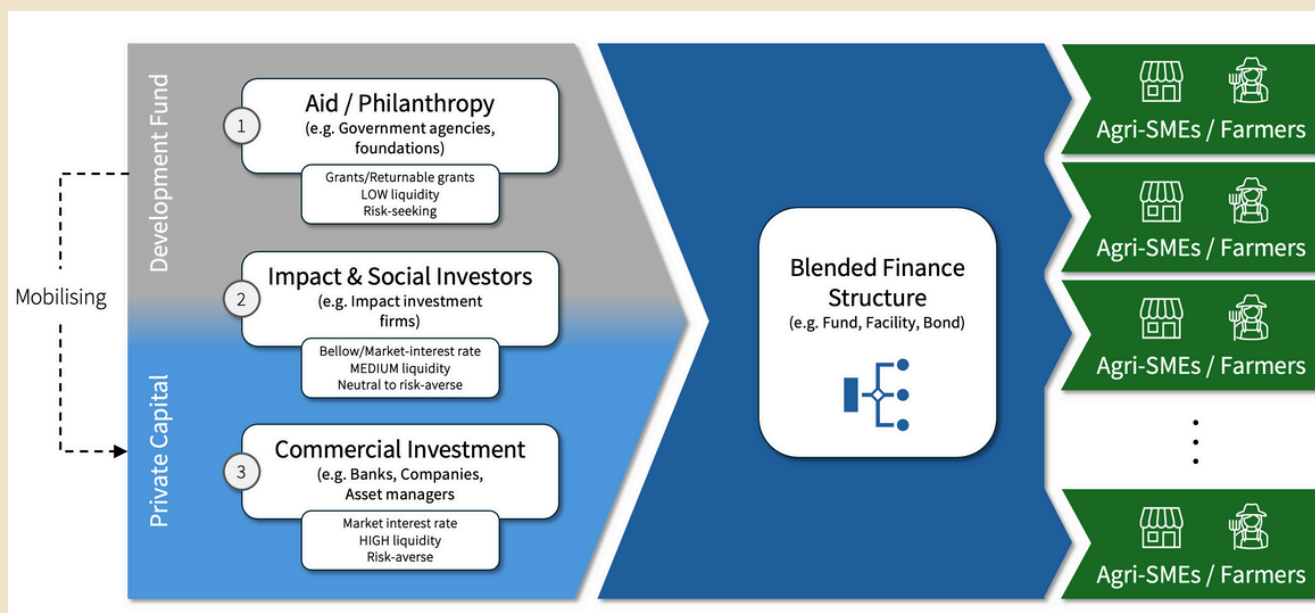 Development Fund
Private Capital
Mobilising
1
Aid / Philanthropy
(e.g. Government agencies,
foundations)
Grants/Returnable grants
LOW liquidity
Risk-seeking
2
Impact & Social Investors
(e.g. Impact investment
firms)
Bellow/Market-interest rate
MEDIUM liquidity
Neutral to risk-averse
3
Commercial Investment
(e.g. Banks, Companies,
Asset managers
Market interest rate
HIGH liquidity
Risk-averse
Blended Finance
Structure
(e.g. Fund, Facility, Bond)
Agri-SMEs / Farmers
Agri-SMEs / Farmers
Agri-SMEs / Farmers
Agri-SMEs / Farmers